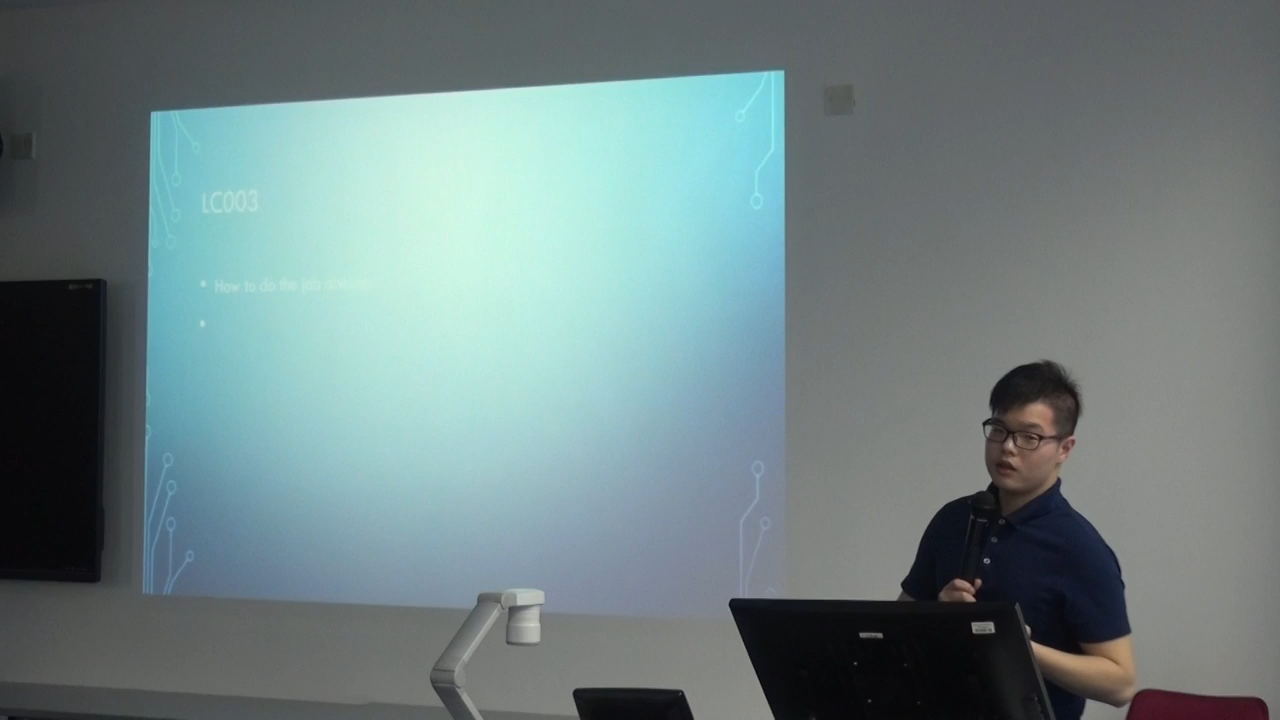 LC003
• How to do the job